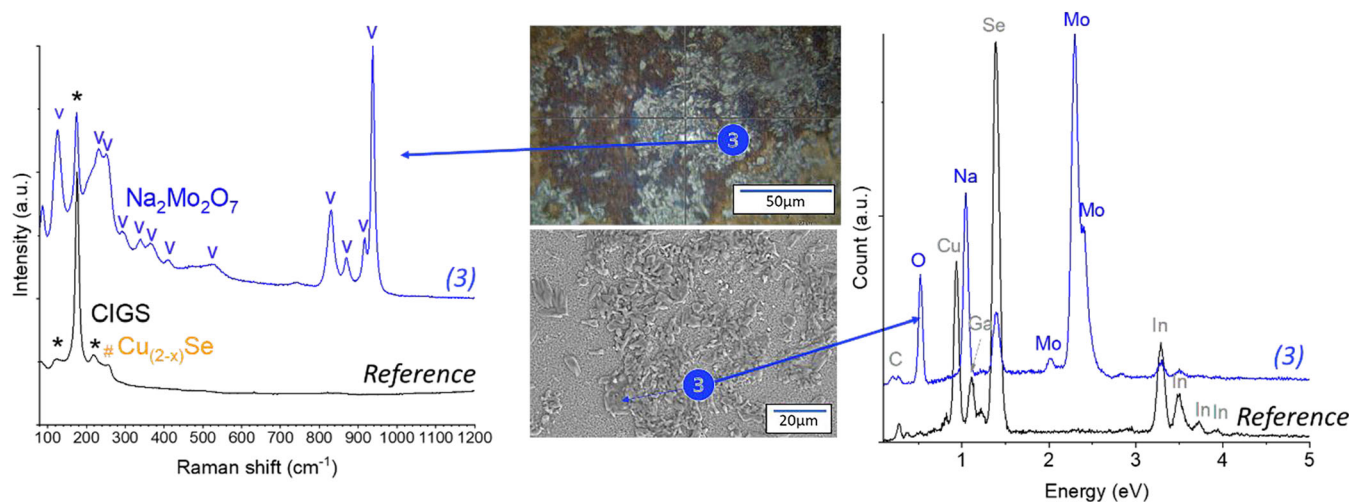 Intensity (a.u.)
v
*
v
v
v
Na₂Mo₂O₇
v
v
v
v
v
v
v
v
v
(3)
CIGS
*
*
# Cu₍₂₋ₓ₎Se
Reference
100 200 300 400 500 600 700 800 900 1000 1100 1200
Raman shift (cm⁻¹)
3
50µm
3
20µm
Count (a.u.)
Se
Mo
Na
Mo
Cu
O
Ga
Mo
In
C
In
In
In
(3)
Reference
1 2 3 4 5
Energy (eV)